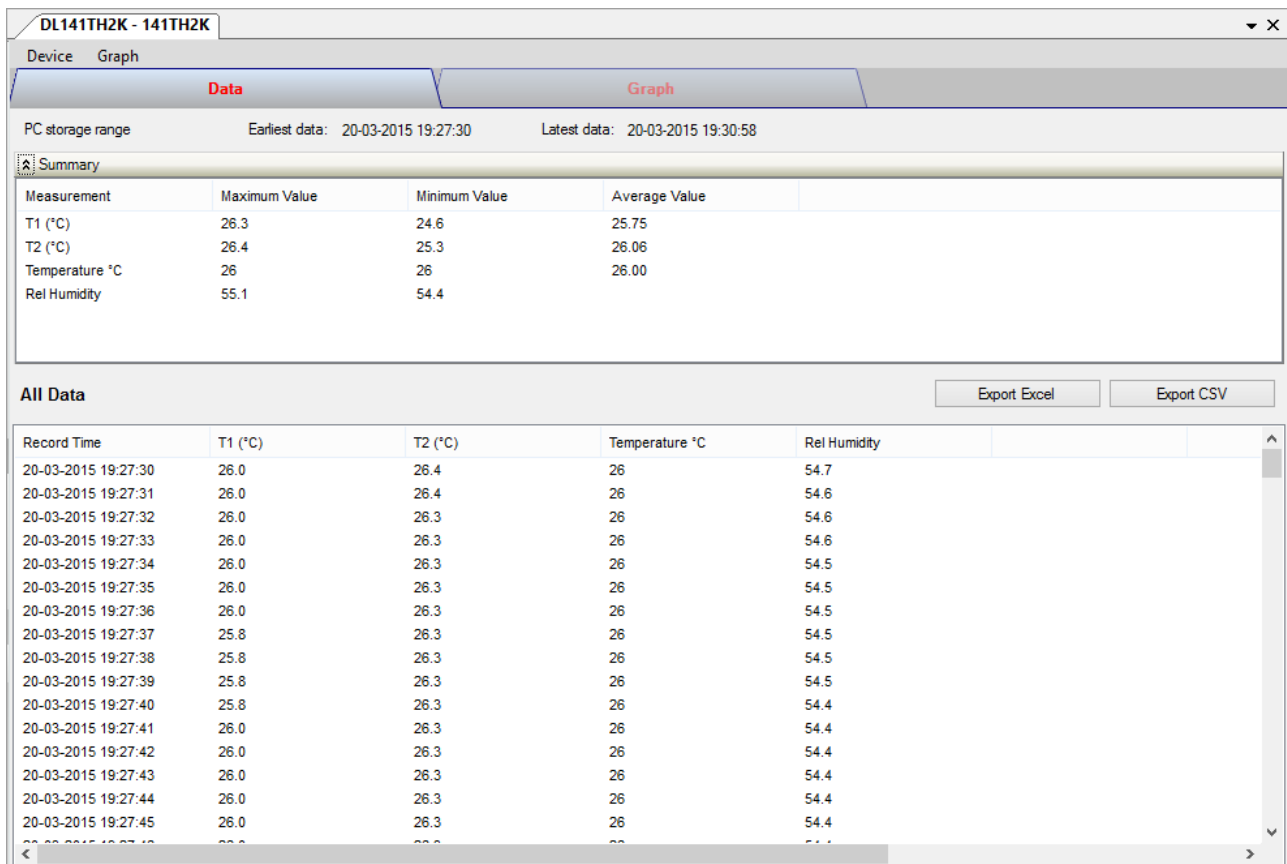 DL141TH2K - 141TH2K
Device Graph
Data Graph
PC storage range Earliest data: 20-03-2015 19:27:30 Latest data: 20-03-2015 19:30:58
Summary
Measurement Maximum Value Minimum Value Average Value
T1 (°C) 26.3 24.6 25.75
T2 (°C) 26.4 25.3 26.06
Temperature °C 26 26 26.00
Rel Humidity 55.1 54.4
All Data Export Excel Export CSV
Record Time T1 (°C) T2 (°C) Temperature °C Rel Humidity
20-03-2015 19:27:30 26.0 26.4 26 54.7
20-03-2015 19:27:31 26.0 26.4 26 54.6
20-03-2015 19:27:32 26.0 26.3 26 54.6
20-03-2015 19:27:33 26.0 26.3 26 54.6
20-03-2015 19:27:34 26.0 26.3 26 54.5
20-03-2015 19:27:35 26.0 26.3 26 54.5
20-03-2015 19:27:36 26.0 26.3 26 54.5
20-03-2015 19:27:37 25.8 26.3 26 54.5
20-03-2015 19:27:38 25.8 26.3 26 54.5
20-03-2015 19:27:39 25.8 26.3 26 54.5
20-03-2015 19:27:40 25.8 26.3 26 54.4
20-03-2015 19:27:41 26.0 26.3 26 54.4
20-03-2015 19:27:42 26.0 26.3 26 54.4
20-03-2015 19:27:43 26.0 26.3 26 54.4
20-03-2015 19:27:44 26.0 26.3 26 54.4
20-03-2015 19:27:45 26.0 26.3 26 54.4